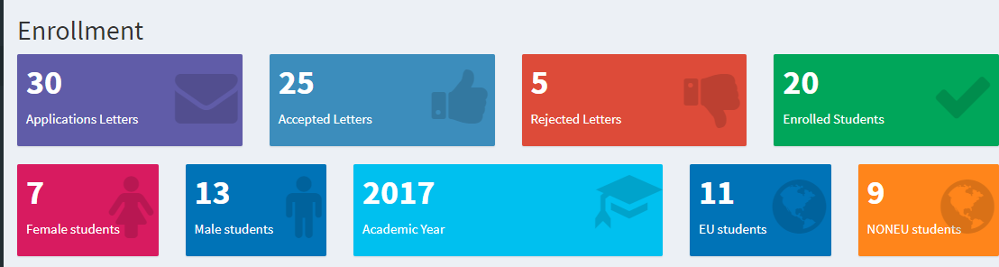 Enrollment
30
Applications Letters
25
Accepted Letters
5
Rejected Letters
20
Enrolled Students
7
Female students
13
Male students
2017
Academic Year
11
EU students
9
NONEU students